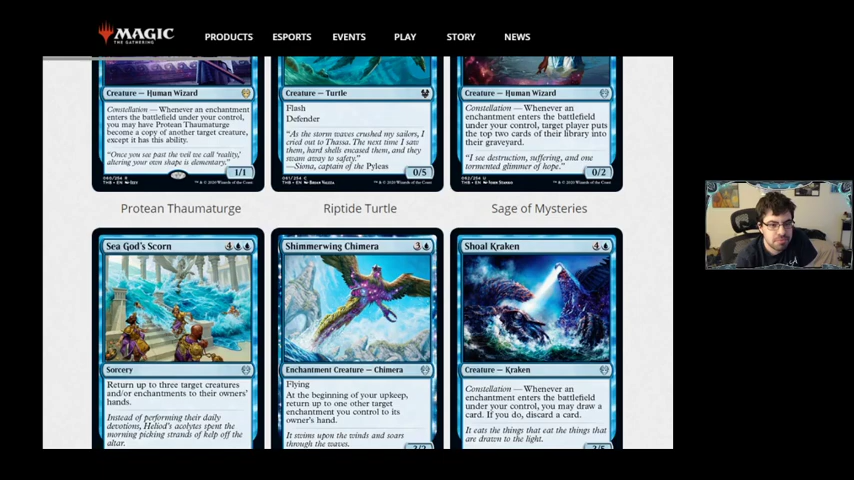 MAGIC
THE GATHERING
PRODUCTS
ESPORTS
EVENTS
PLAY
STORY
NEWS
Creature — Human Wizard
Constellation — Whenever an
enchantment enters the battlefield
under your control,
you may have Protean Thaumaturge
become a copy of another target creature,
except it has this ability.
"Once you see past the veil we call 'reality,'
altering your own shape is elementary."
1/1
Creature — Turtle
Flash
Defender
"As the storm waves crushed my sailors, I
cried out to Thassa. The next time I saw
them, hard shells encased them, and they
swam away to safety."
—Siona, captain of the Pyleas
0/5
Creature — Human Wizard
Constellation — Whenever an
enchantment enters the battlefield
under your control, target player puts
the top two cards of their library into
their graveyard.
"I see destruction, suffering, and one
tormented glimmer of hope."
0/2
Protean Thaumaturge
Riptide Turtle
Sage of Mysteries
Sea God's Scorn
4
Sorcery
Return up to three target creatures
and/or enchantments to their owners'
hands.
Instead of performing their daily
devotions, Heliod's acolytes spent the
morning picking strands of kelp off the
altar.
Shimmerwing Chimera
3
Enchantment Creature — Chimera
Flying
At the beginning of your upkeep,
return up to one other target
enchantment you control to its
owner's hand.
It swims upon the winds and soars
through the waves.
Shoal Kraken
4
Creature — Kraken
Constellation — Whenever an
enchantment enters the battlefield
under your control, you may draw a
card. If you do, discard a card.
It eats the things that eat the things that
are drawn to the light.